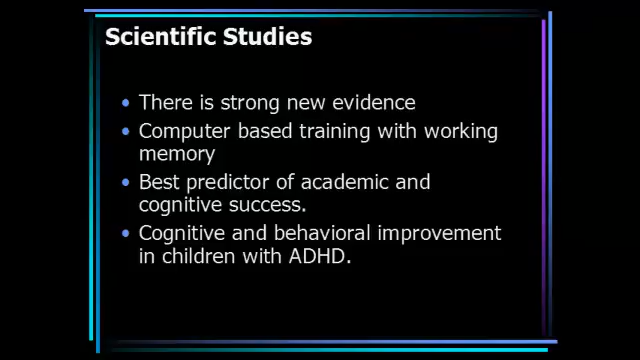 Scientific Studies
• There is strong new evidence
• Computer based training with working
memory
• Best predictor of academic and
cognitive success.
• Cognitive and behavioral improvement
in children with ADHD.